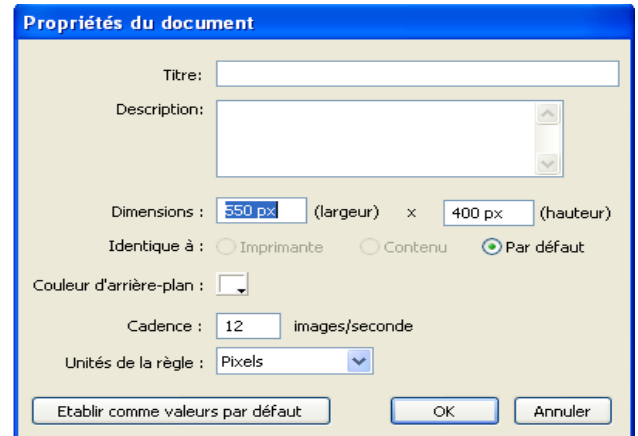 Propriétés du document
Titre:
Description:
Dimensions : 550 px (largeur) x 400 px (hauteur)
Identique à : Imprimante Contenu Par défaut
Couleur d'arrière-plan :
Cadence : 12 images/seconde
Unités de la règle : Pixels
Etablir comme valeurs par défaut OK Annuler